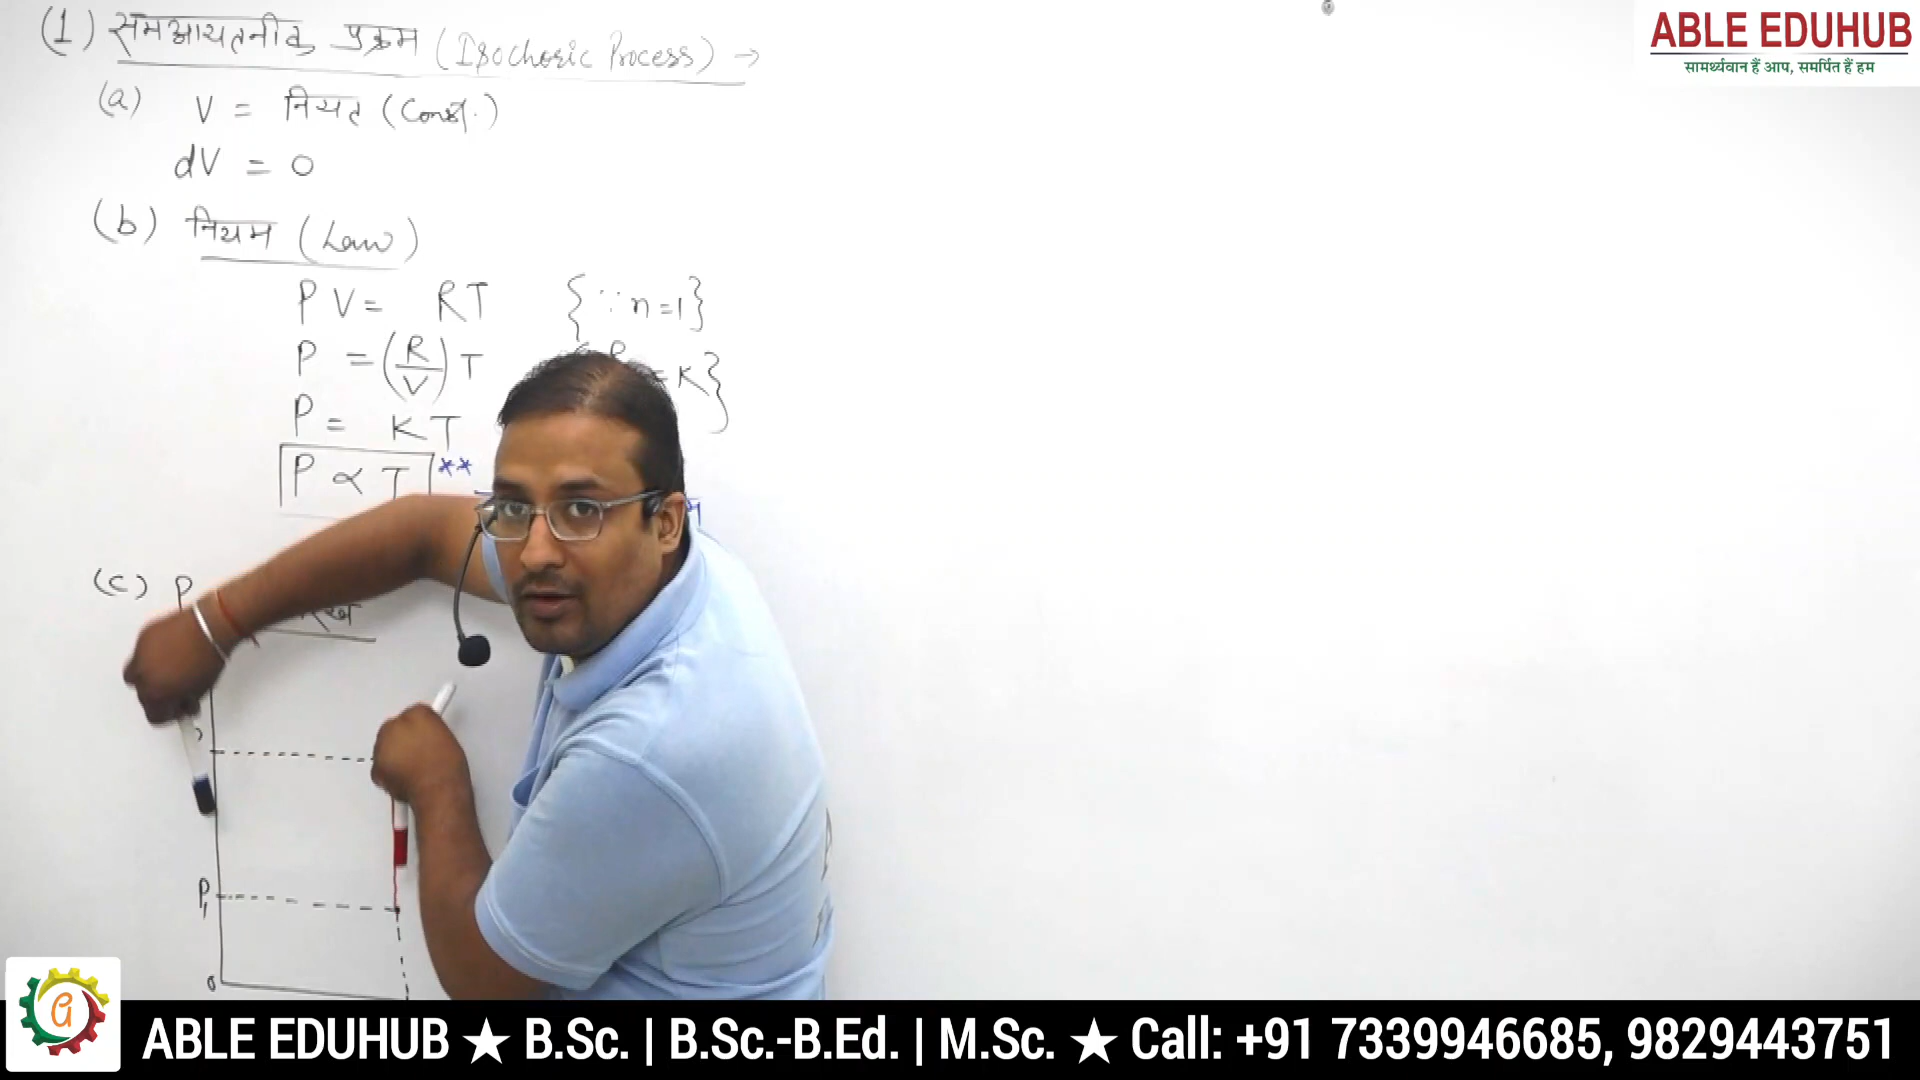 (1) समआयतनीक प्रक्रम (Isochoric Process) →
ABLE EDUHUB
सामर्थ्यवान हैं आप, समर्पित हैं हम
(a) V = नियत (Const.)
dV = 0
(b) नियम (Law)
PV = RT {∵ n=1}
P = (R/V) T = K}
P = KT
P ∝ T **
(c) P
P₁
0
ABLE EDUHUB ★ B.Sc. | B.Sc.-B.Ed. | M.Sc. ★ Call: +91 7339946685, 9829443751